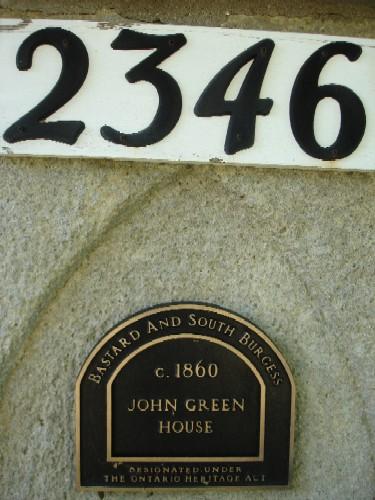 2346
BASTARD AND SOUTH BURGESS
c. 1860
JOHN GREEN
HOUSE
DESIGNATED UNDER
THE ONTARIO HERITAGE ACT